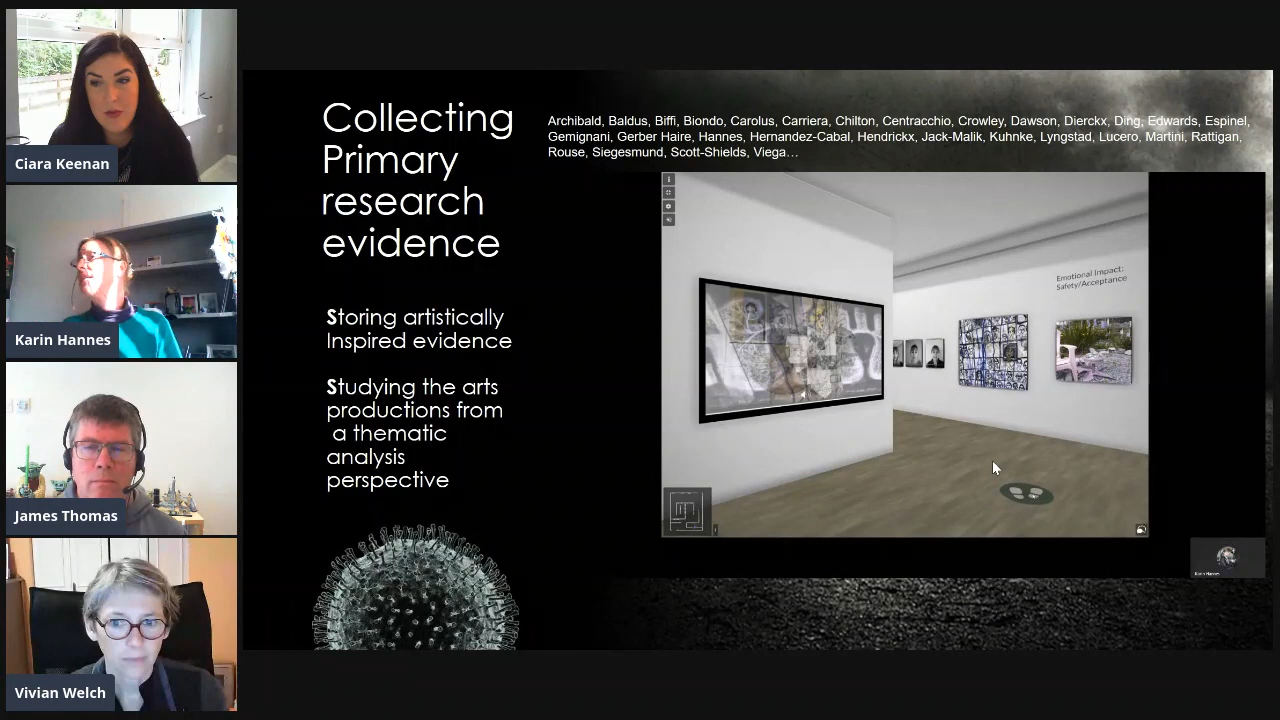 Ciara Keenan
Karin Hannes
James Thomas
Vivian Welch
Collecting
Primary
research
evidence
Storing artistically
Inspired evidence
Studying the arts
productions from
a thematic
analysis
perspective
Archibald, Baldus, Biffi, Biondo, Carolus, Carriera, Chilton, Centracchio, Crowley, Dawson, Dierckx, Ding, Edwards, Espinel,
Gemignani, Gerber Haire, Hannes, Hernandez-Cabal, Hendrickx, Jack-Malik, Kuhnke, Lyngstad, Lucero, Martini, Rattigan,
Rouse, Siegesmund, Scott-Shields, Viega…
Emotional Impact:
Safety/Acceptance
Karin Hannes